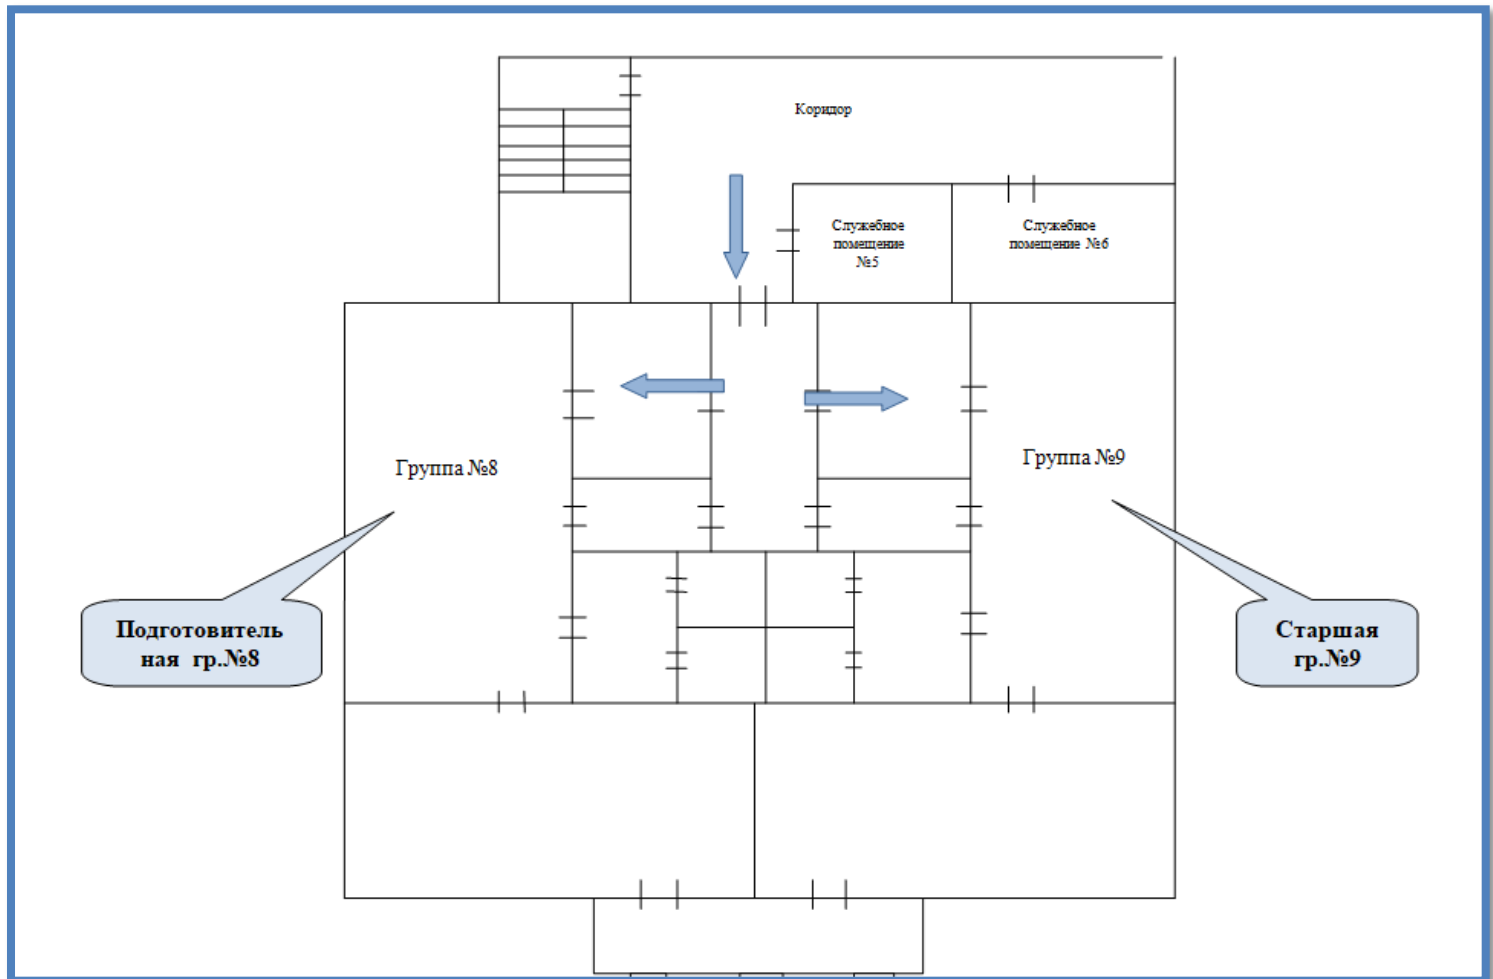 Коридор
Служебное
помещение
№5
Служебное
помещение №6
Группа №8
Группа №9
Подготовитель
ная гр.№8
Старшая
гр.№9